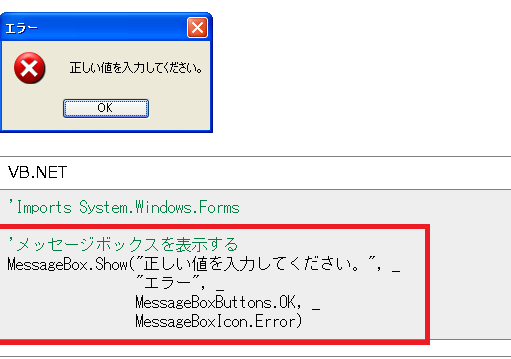 エラー
正しい値を入力してください。
OK
VB.NET
'Imports System.Windows.Forms
'メッセージボックスを表示する
MessageBox.Show("正しい値を入力してください。", _
"エラー", _
MessageBoxButtons.OK, _
MessageBoxIcon.Error)